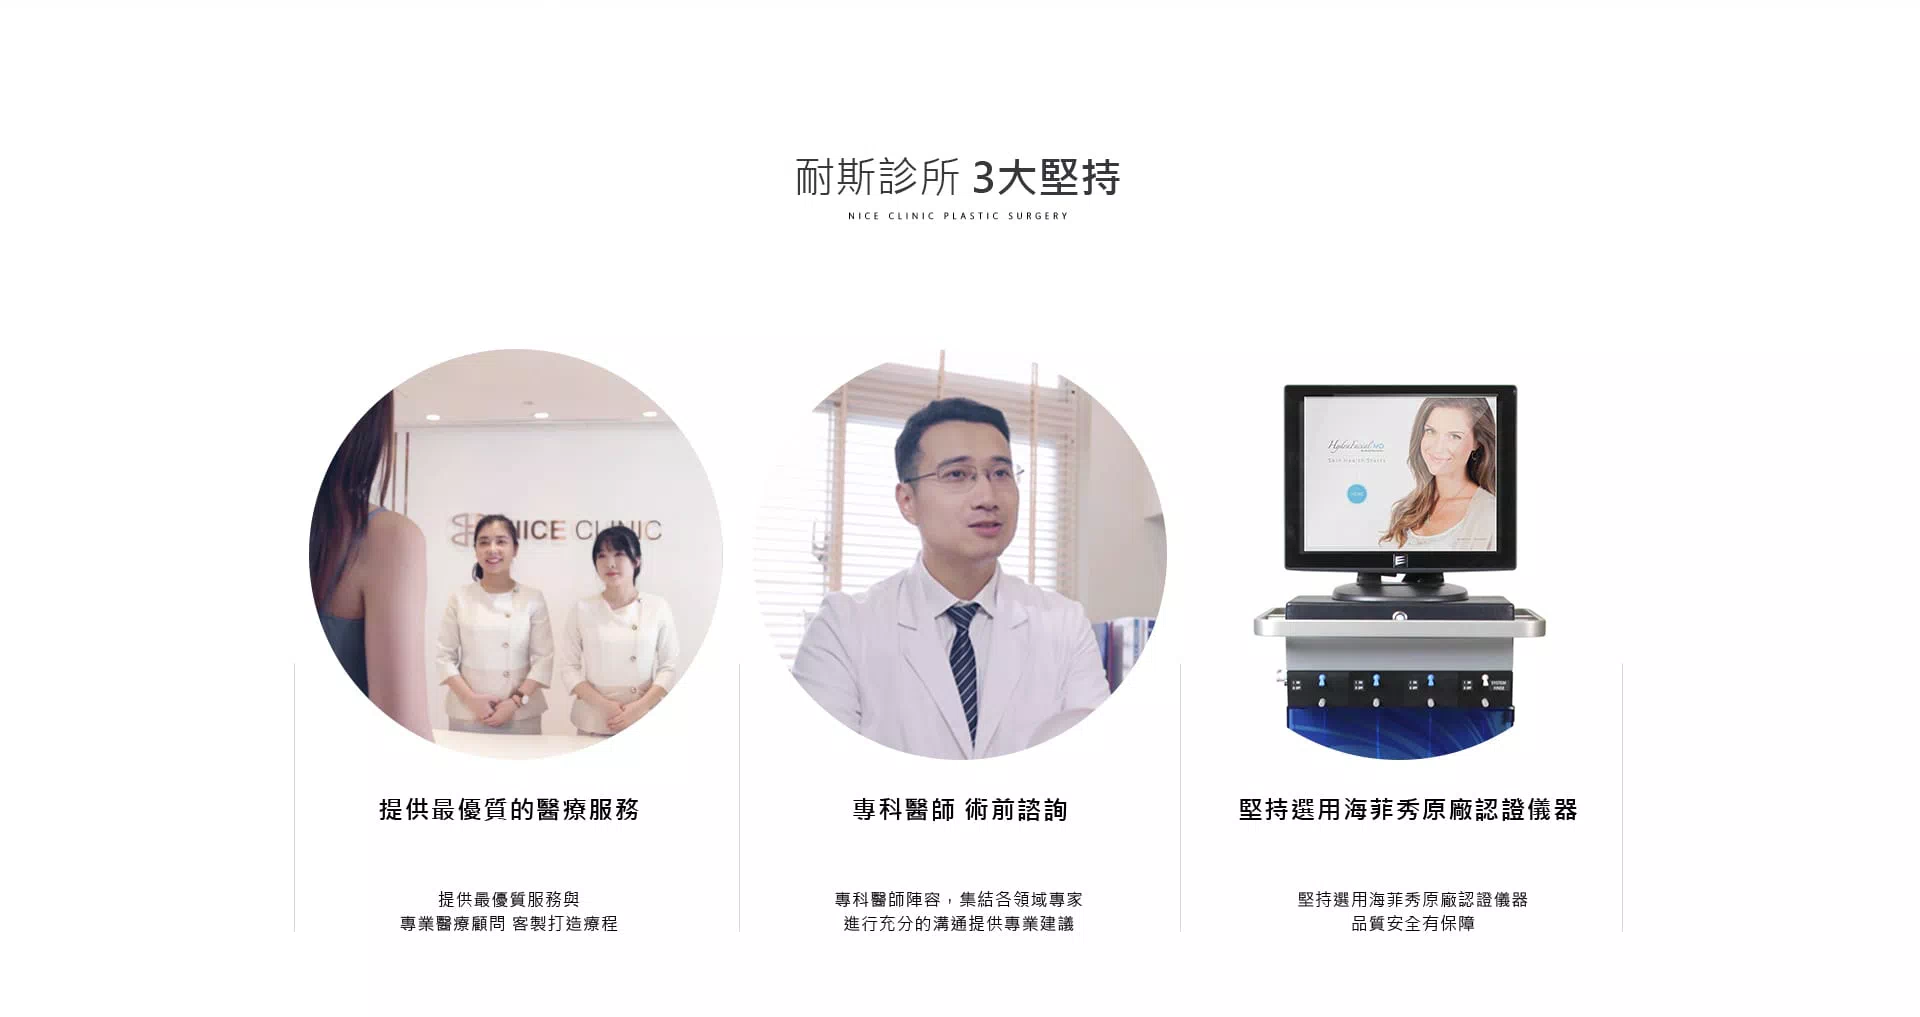 耐斯診所 3大堅持
NICE CLINIC PLASTIC SURGERY
NICE CLINIC
HydraFacial MD
Skin Health Starts
提供最優質的醫療服務
專科醫師 術前諮詢
堅持選用海菲秀原廠認證儀器
提供最優質服務與
專業醫療顧問 客製打造療程
專科醫師陣容，集結各領域專家
進行充分的溝通提供專業建議
堅持選用海菲秀原廠認證儀器
品質安全有保障